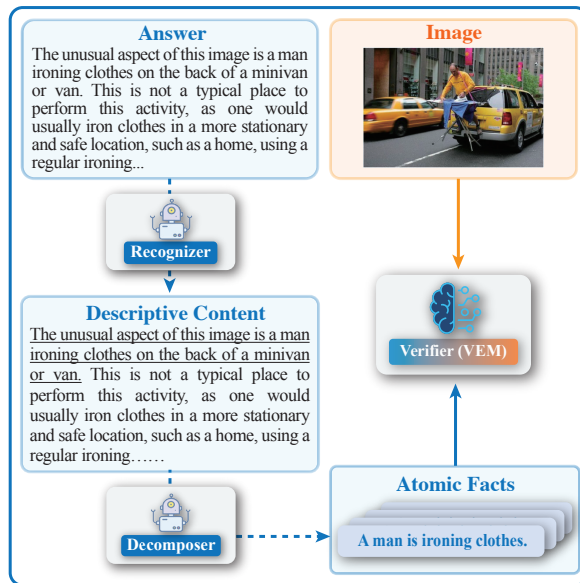 Answer
The unusual aspect of this image is a man
ironing clothes on the back of a minivan
or van. This is not a typical place to
perform this activity, as one would
usually iron clothes in a more stationary
and safe location, such as a home, using a
regular ironing...
Image
Recognizer
Descriptive Content
The unusual aspect of this image is a man
ironing clothes on the back of a minivan
or van. This is not a typical place to
perform this activity, as one would
usually iron clothes in a more stationary
and safe location, such as a home, using a
regular ironing……
Verifier (VEM)
Decomposer
Atomic Facts
A man is ironing clothes.